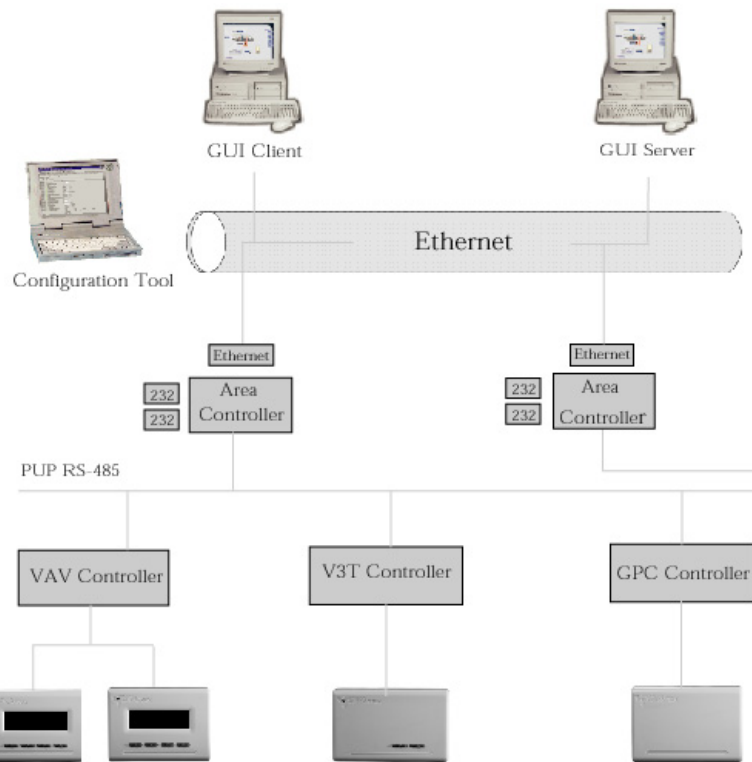 GUI Client
GUI Server
Ethernet
Configuration Tool
Ethernet
Ethernet
232
232
Area
Controller
232
232
Area
Controller
PUP RS-485
VAV Controller
V3T Controller
GPC Controller